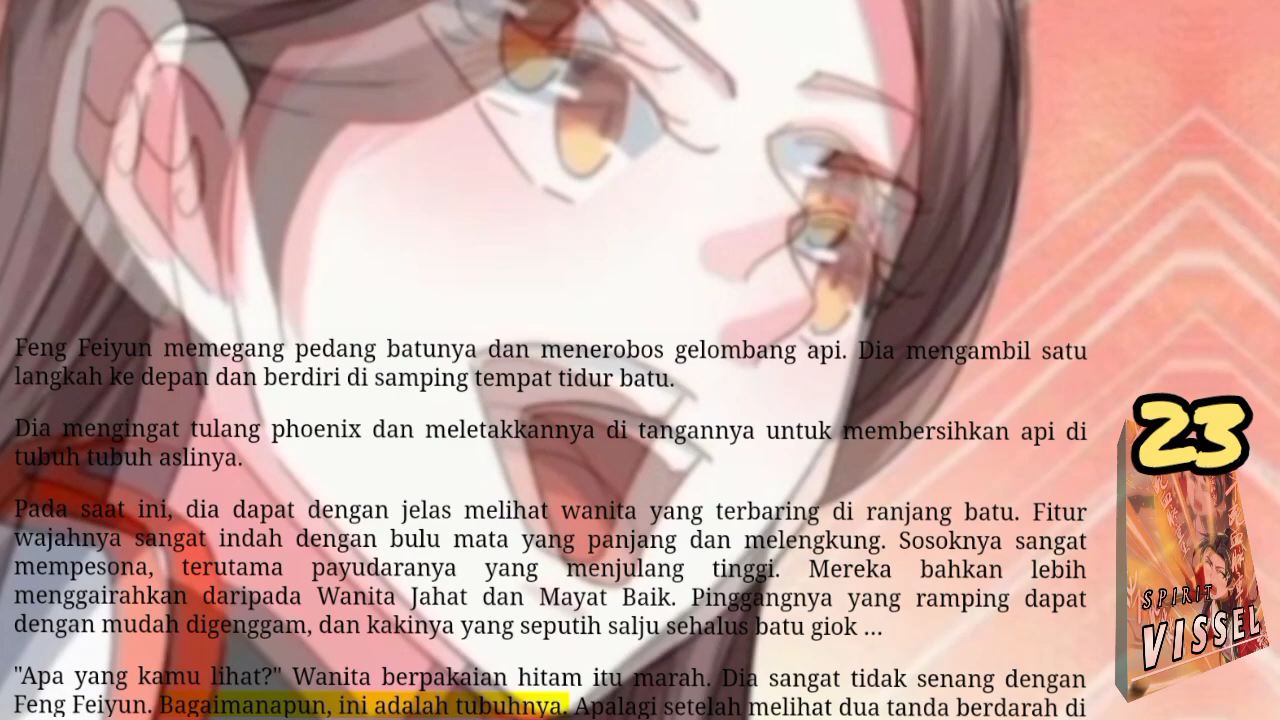 Feng Feiyun memegang pedang batunya dan menerobos gelombang api. Dia mengambil satu
langkah ke depan dan berdiri di samping tempat tidur batu.
Dia mengingat tulang phoenix dan meletakkannya di tangannya untuk membersihkan api di
tubuh tubuh aslinya.
Pada saat ini, dia dapat dengan jelas melihat wanita yang terbaring di ranjang batu. Fitur
wajahnya sangat indah dengan bulu mata yang panjang dan melengkung. Sosoknya sangat
mempesona, terutama payudaranya yang menjulang tinggi. Mereka bahkan lebih
menggairahkan daripada Wanita Jahat dan Mayat Baik. Pinggangnya yang ramping dapat
dengan mudah digenggam, dan kakinya yang seputih salju sehalus batu giok ...
"Apa yang kamu lihat?" Wanita berpakaian hitam itu marah. Dia sangat tidak senang dengan
Feng Feiyun. Bagaimanapun, ini adalah tubuhnya. Apalagi setelah melihat dua tanda berdarah di
23
SPIRIT
VISSEL